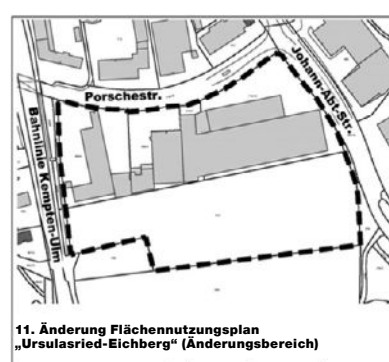 Porschestr.
Johann-Abt-Str.
Bahnlinie Kempten-Ulm
11. Änderung Flächennutzungsplan
„Ursulasried-Eichberg“ (Änderungsbereich)